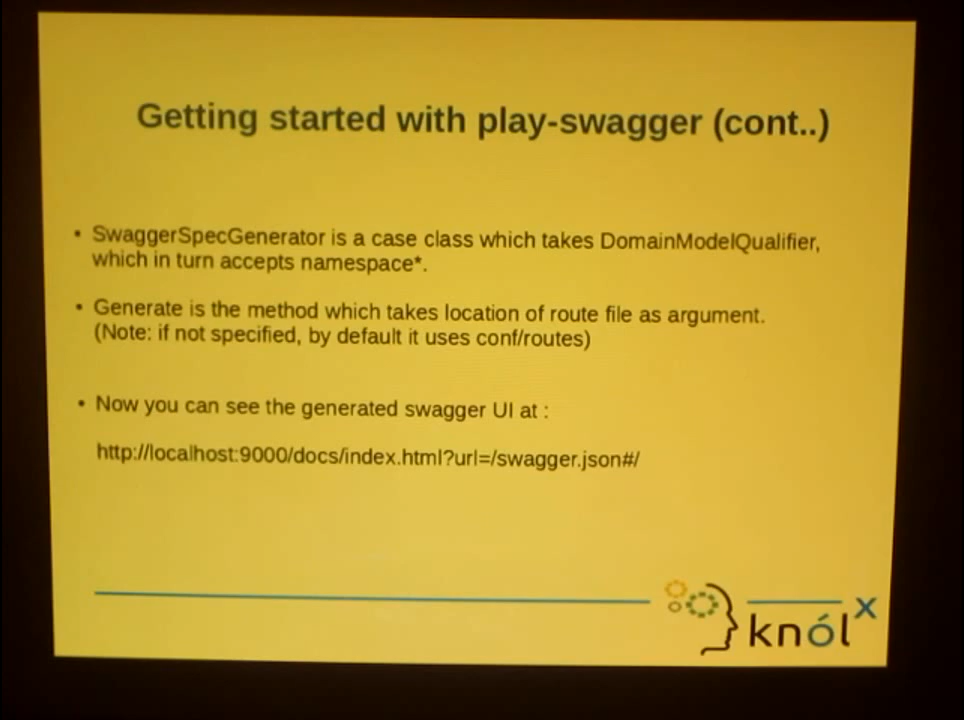 Getting started with play-swagger (cont..)
• SwaggerSpecGenerator is a case class which takes DomainModelQualifier,
which in turn accepts namespace*.
• Generate is the method which takes location of route file as argument.
(Note: if not specified, by default it uses conf/routes)
• Now you can see the generated swagger UI at :
http://localhost:9000/docs/index.html?url=/swagger.json#/
knólx